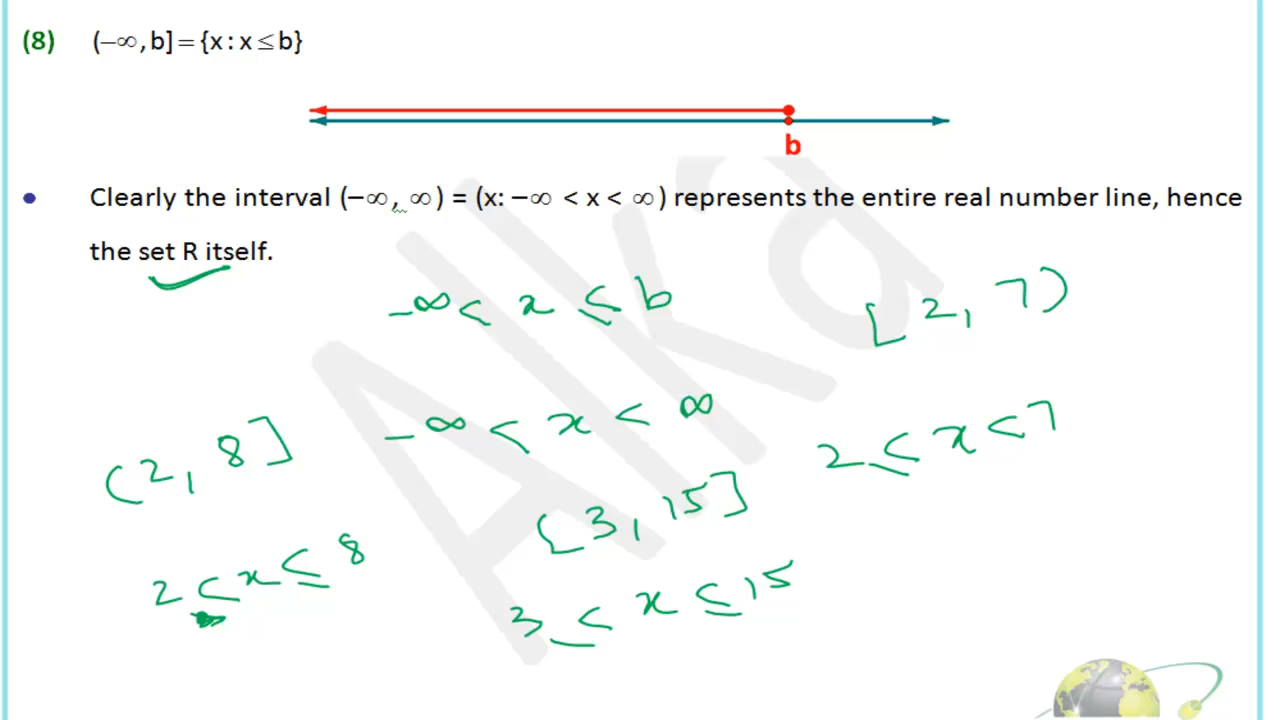 (8) (−∞, b] = {x : x ≤ b}
b
• Clearly the interval (−∞, ∞) = (x: −∞ < x < ∞) represents the entire real number line, hence
the set R itself.
Alka
-∞ < x ≤ b
[2, 7)
-∞ < x < ∞
2 ≤ x < 7
(2, 8]
[3, 15]
2 < x ≤ 8
3 ≤ x ≤ 15